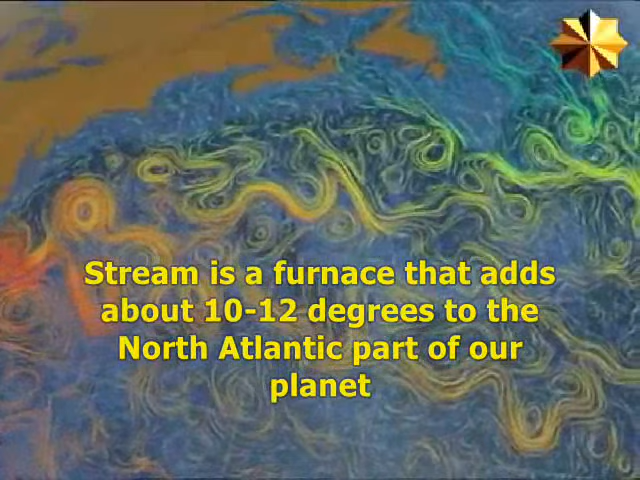 Stream is a furnace that adds
about 10-12 degrees to the
North Atlantic part of our
planet